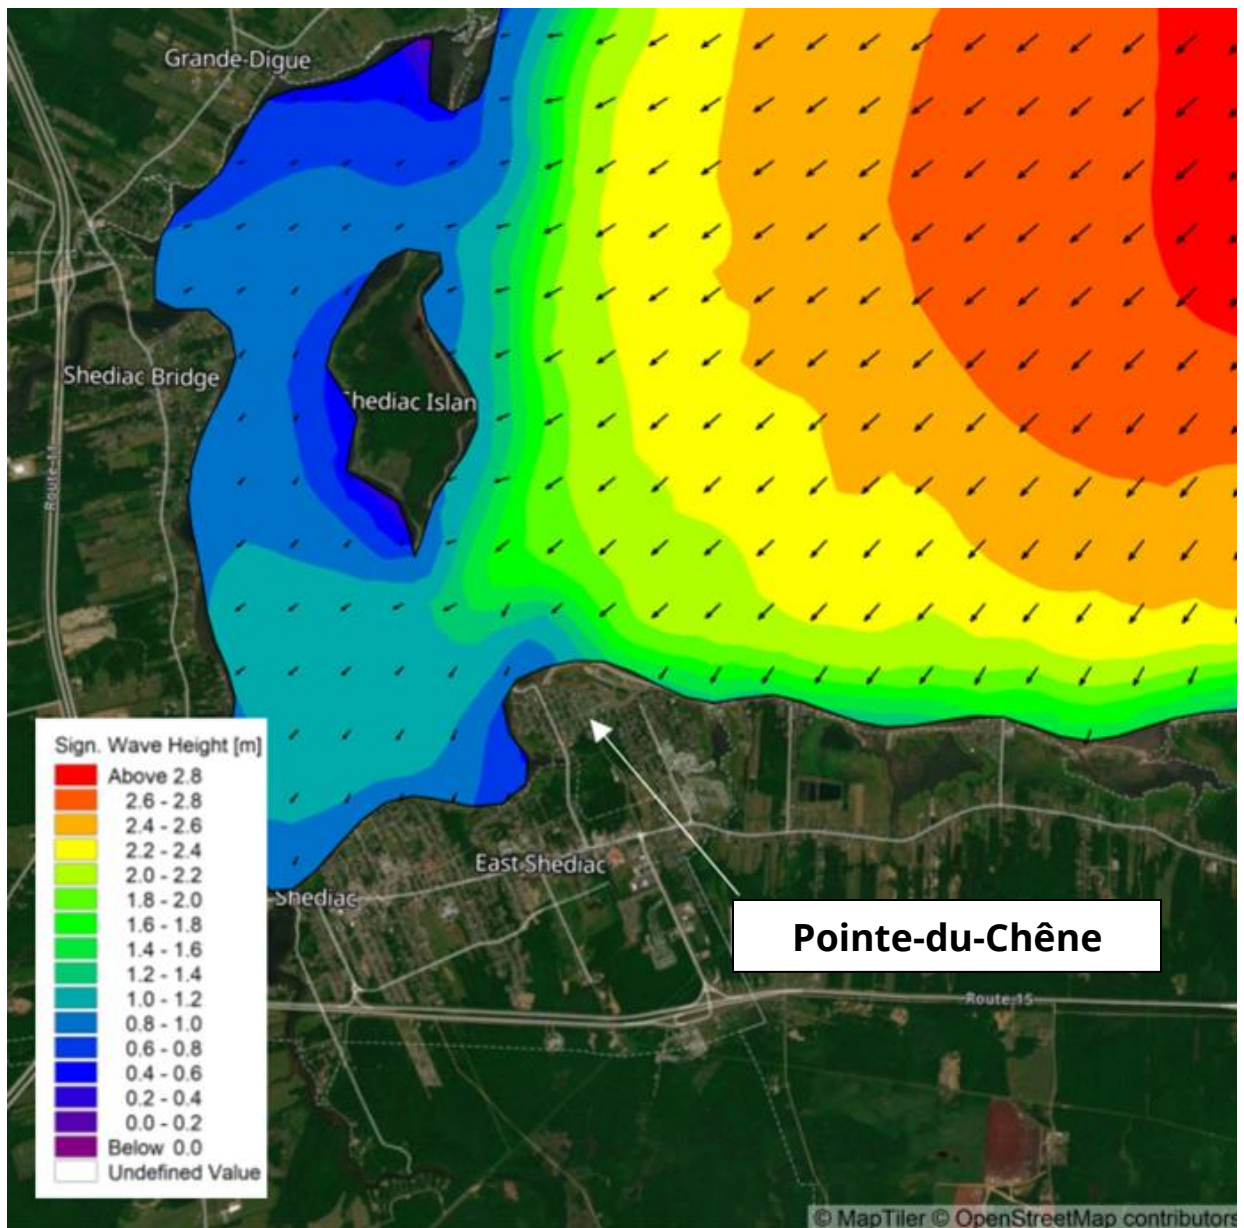 Grande-Digue
Shediac Bridge
Shediac Islan
Route 11
Sign. Wave Height [m]
Above 2.8
2.6 - 2.8
2.4 - 2.6
2.2 - 2.4
2.0 - 2.2
1.8 - 2.0
1.6 - 1.8
1.4 - 1.6
1.2 - 1.4
1.0 - 1.2
0.8 - 1.0
0.6 - 0.8
0.4 - 0.6
0.2 - 0.4
0.0 - 0.2
Below 0.0
Undefined Value
East Shediac
Shediac
Pointe-du-Chêne
Route 15
© MapTiler © OpenStreetMap contributors